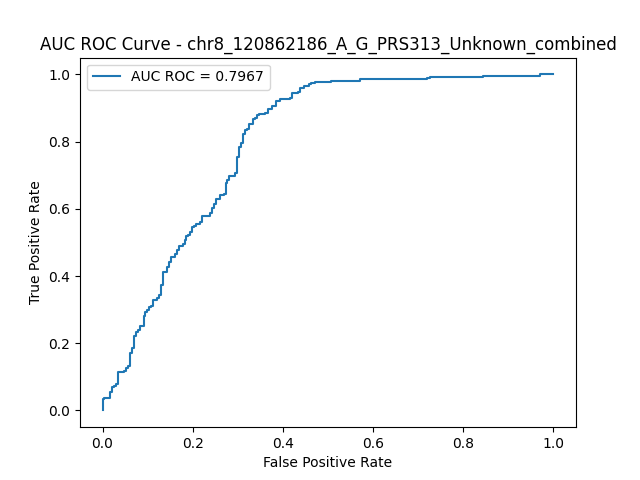 AUC ROC Curve - chr8_120862186_A_G_PRS313_Unknown_combined
AUC ROC = 0.7967
True Positive Rate
1.0
0.8
0.6
0.4
0.2
0.0
0.0 0.2 0.4 0.6 0.8 1.0
False Positive Rate